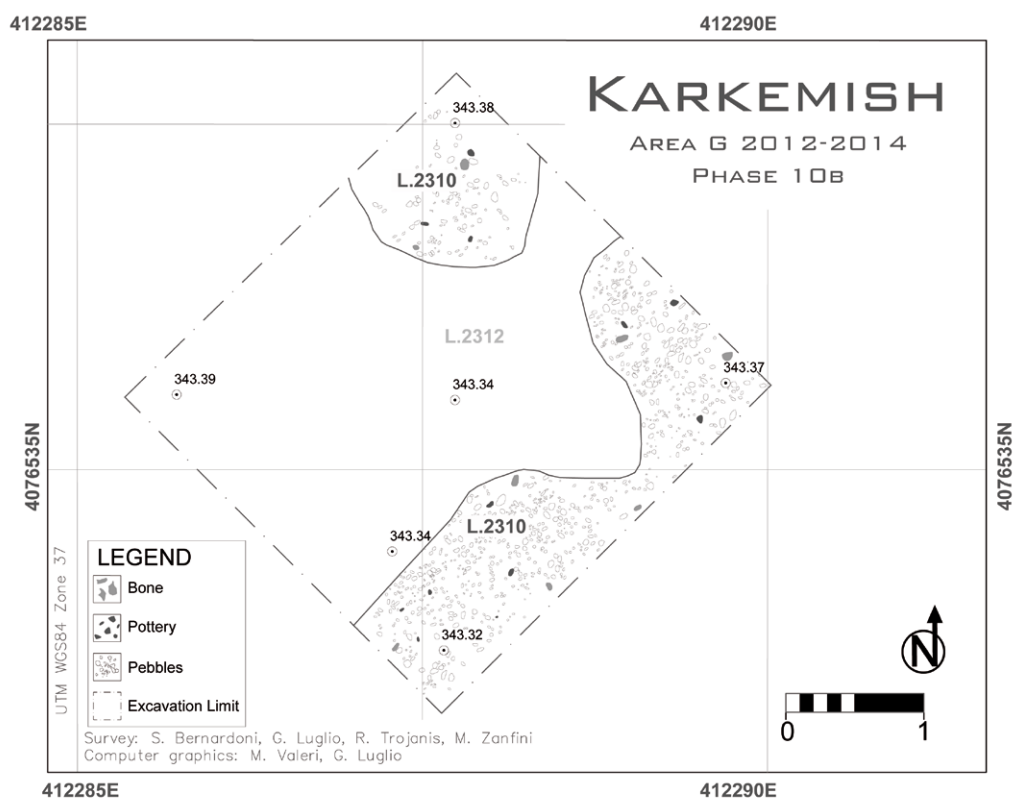 412285E
412290E
KARKEMISH
AREA G 2012-2014
PHASE 10B
343.38
L.2310
L.2312
343.37
343.39
343.34
4076535N
4076535N
L.2310
343.34
343.32
LEGEND
Bone
Pottery
Pebbles
Excavation Limit
UTM WGS84 Zone 37
N
0
1
Survey: S. Bernardoni, G. Luglio, R. Trojanis, M. Zanfini
Computer graphics: M. Valeri, G. Luglio
412285E
412290E